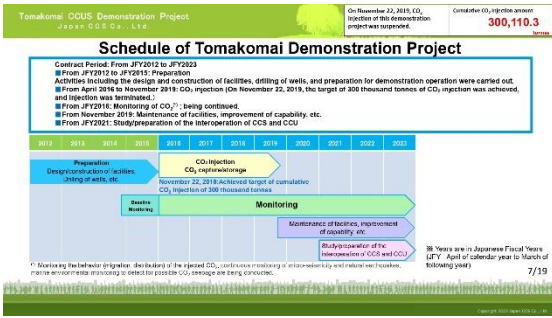 Tomakomai CCUS Demonstration Project
Japan CCS Co., Ltd.
On November 22, 2019, CO₂
injection of this demonstration
project was suspended.
Cumulative CO₂ injection amount
300,110.3
tonnes
Schedule of Tomakomai Demonstration Project
Contract Period: From JFY2012 to JFY2023
■From JFY2012 to JFY2015: Preparation
Activities including the design and construction of facilities, drilling of wells, and preparation for demonstration operation were carried out.
■From April 2016 to November 2019: CO₂ injection (On November 22, 2019, the target of 300 thousand tonnes of CO₂ injection was achieved,
and injection was terminated.)
■From JFY2016: Monitoring of CO₂*⁾ ; being continued.
■From November 2019: Maintenance of facilities, improvement of capability, etc.
■From JFY2021: Study/preparation of the interoperation of CCS and CCU
2012 2013 2014 2015 2016 2017 2018 2019 2020 2021 2022 2023
Preparation
Design/construction of facilities,
Drilling of wells, etc.
CO₂ Injection
CO₂ capture/storage
November 22, 2019:Achieved target of cumulative
CO₂ injection of 300 thousand tonnes
Baseline
Monitoring
Monitoring
Maintenance of facilities, improvement
of capability, etc
Study/preparation of the
interoperation of CCS and CCU
※ Years are in Japanese Fiscal Years
(JFY April of calendar year to March of
following year)
*⁾ Monitoring the behavior (migration, distribution) of the injected CO₂, continuous monitoring of micro-seismicity and natural earthquakes,
marine environmental monitoring to detect for possible CO₂ seepage are being conducted.
7/19
Copyright 2023 Japan CCS Co., Ltd.